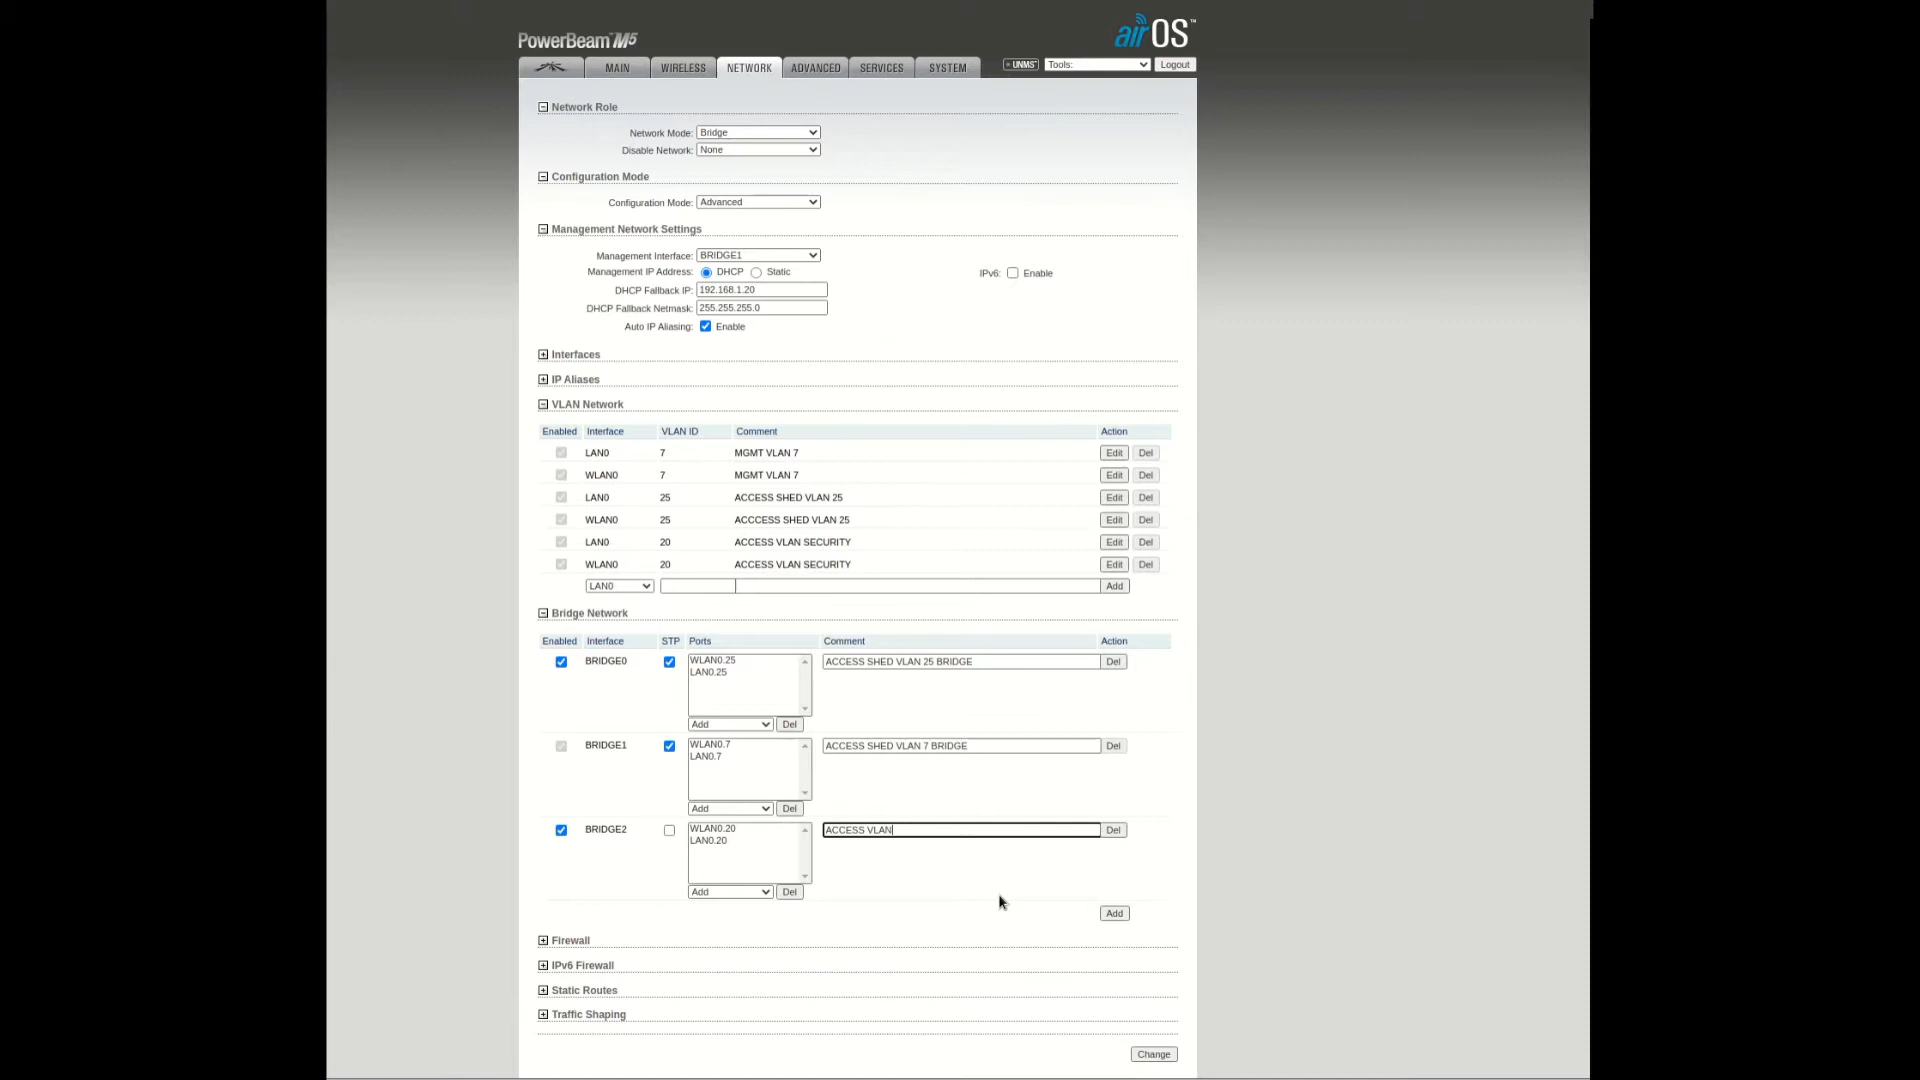 PowerBeam™M5
airOS™
MAIN WIRELESS NETWORK ADVANCED SERVICES SYSTEM UNMS™ Tools: Logout
Network Role
Network Mode: Bridge
Disable Network: None
Configuration Mode
Configuration Mode: Advanced
Management Network Settings
Management Interface: BRIDGE1
Management IP Address: DHCP Static IPv6: Enable
DHCP Fallback IP: 192.168.1.20
DHCP Fallback Netmask: 255.255.255.0
Auto IP Aliasing: Enable
Interfaces
IP Aliases
VLAN Network
Enabled Interface VLAN ID Comment Action
LAN0 7 MGMT VLAN 7 Edit Del
WLAN0 7 MGMT VLAN 7 Edit Del
LAN0 25 ACCESS SHED VLAN 25 Edit Del
WLAN0 25 ACCCESS SHED VLAN 25 Edit Del
LAN0 20 ACCESS VLAN SECURITY Edit Del
WLAN0 20 ACCESS VLAN SECURITY Edit Del
LAN0 Add
Bridge Network
Enabled Interface STP Ports Comment Action
BRIDGE0 WLAN0.25 ACCESS SHED VLAN 25 BRIDGE Del
LAN0.25
Add Del
BRIDGE1 WLAN0.7 ACCESS SHED VLAN 7 BRIDGE Del
LAN0.7
Add Del
BRIDGE2 WLAN0.20 ACCESS VLAN Del
LAN0.20
Add Del
Add
Firewall
IPv6 Firewall
Static Routes
Traffic Shaping
Change